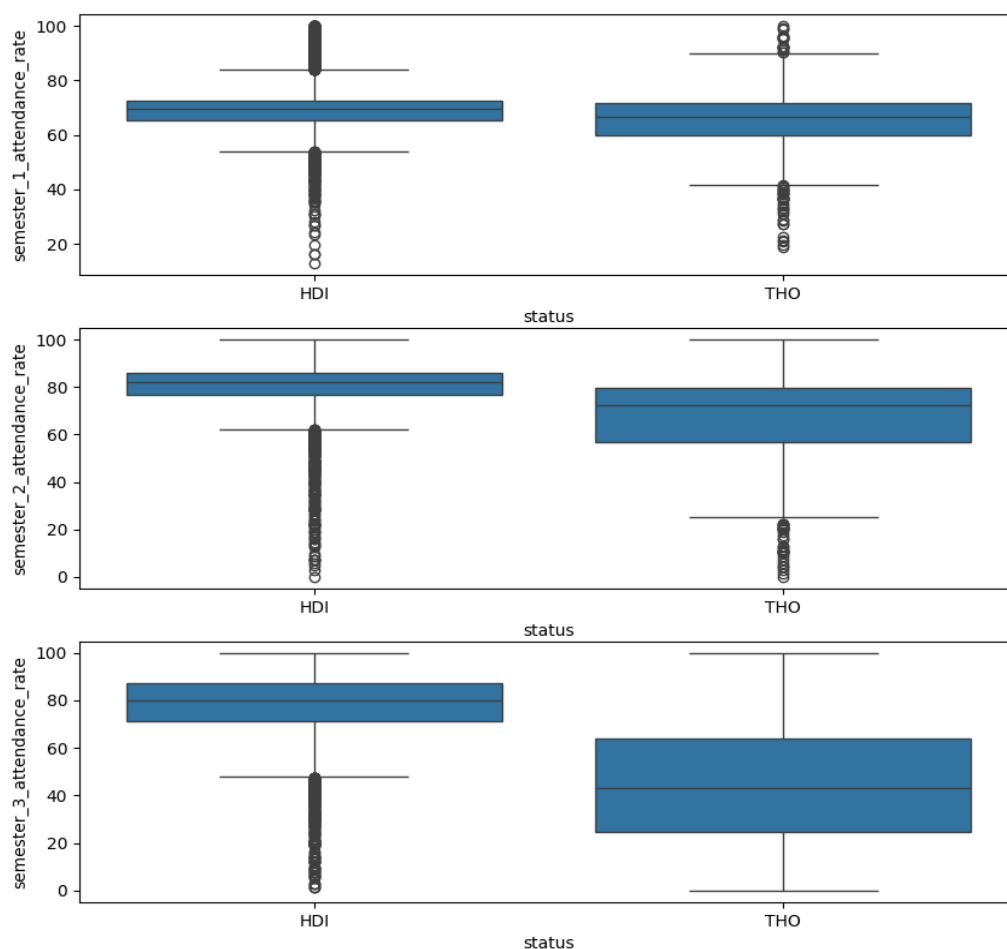 semester_1_attendance_rate
100
80
60
40
20
HDI
THO
status
semester_2_attendance_rate
100
80
60
40
20
0
HDI
THO
status
semester_3_attendance_rate
100
80
60
40
20
0
HDI
THO
status